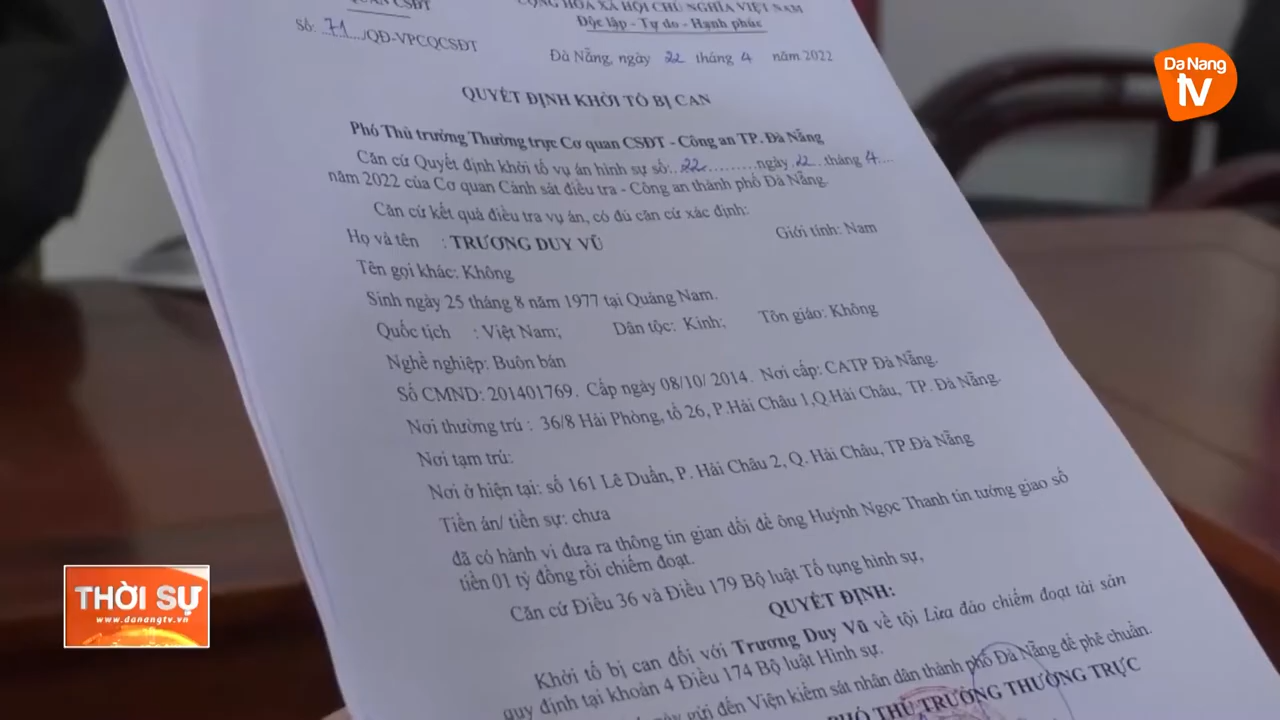 QUAN CSĐT
CỘNG HÒA XÃ HỘI CHỦ NGHĨA VIỆT NAM
Độc lập - Tự do - Hạnh phúc
Số: 71/QĐ-VPCQCSĐT
Đà Nẵng, ngày 22 tháng 4 năm 2022
QUYẾT ĐỊNH KHỞI TỐ BỊ CAN
Phó Thủ trưởng Thường trực Cơ quan CSĐT - Công an TP. Đà Nẵng
Căn cứ Quyết định khởi tố vụ án hình sự số: 22 ngày 22 tháng 4
năm 2022 của Cơ quan Cảnh sát điều tra - Công an thành phố Đà Nẵng.
Căn cứ kết quả điều tra vụ án, có đủ căn cứ xác định:
Họ và tên : TRƯƠNG DUY VŨ Giới tính: Nam
Tên gọi khác: Không
Sinh ngày 25 tháng 8 năm 1977 tại Quảng Nam.
Quốc tịch : Việt Nam; Dân tộc: Kinh; Tôn giáo: Không
Nghề nghiệp: Buôn bán
Số CMND: 201401769. Cấp ngày 08/10/ 2014. Nơi cấp: CATP Đà Nẵng.
Nơi thường trú : 36/8 Hải Phòng, tổ 26, P.Hải Châu 1,Q.Hải Châu, TP. Đà Nẵng.
Nơi tạm trú:
Nơi ở hiện tại: số 161 Lê Duẩn, P. Hải Châu 2, Q. Hải Châu, TP.Đà Nẵng
Tiền án/ tiền sự: chưa
đã có hành vi đưa ra thông tin gian dối để ông Huỳnh Ngọc Thanh tin tưởng giao số
tiền 01 tỷ đồng rồi chiếm đoạt.
Căn cứ Điều 36 và Điều 179 Bộ luật Tố tụng hình sự,
QUYẾT ĐỊNH:
Khởi tố bị can đối với Trương Duy Vũ về tội Lừa đảo chiếm đoạt tài sản
quy định tại khoản 4 Điều 174 Bộ luật Hình sự.
gửi đến Viện kiểm sát nhân dân thành phố Đà Nẵng để phê chuẩn.
PHÓ THỦ TRƯỞNG THƯỜNG TRỰC
Da Nang
tv
THỜI SỰ
www.danangtv.vn